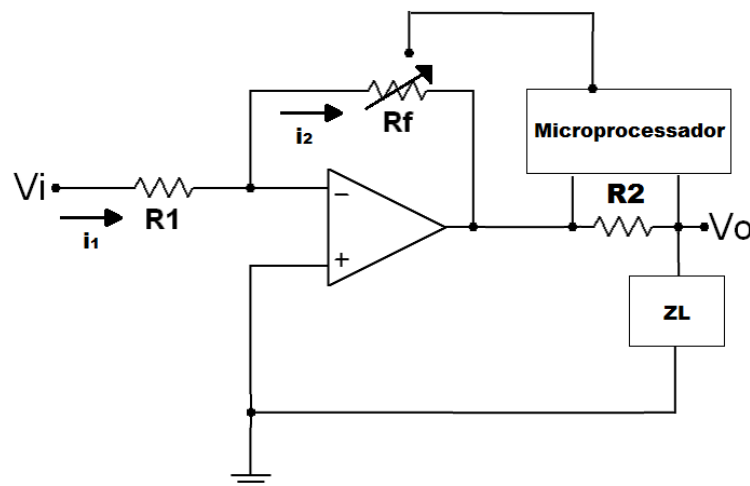 Rf
i₂
Microprocessador
Vi
R1
i₁
−
+
R2
Vo
ZL